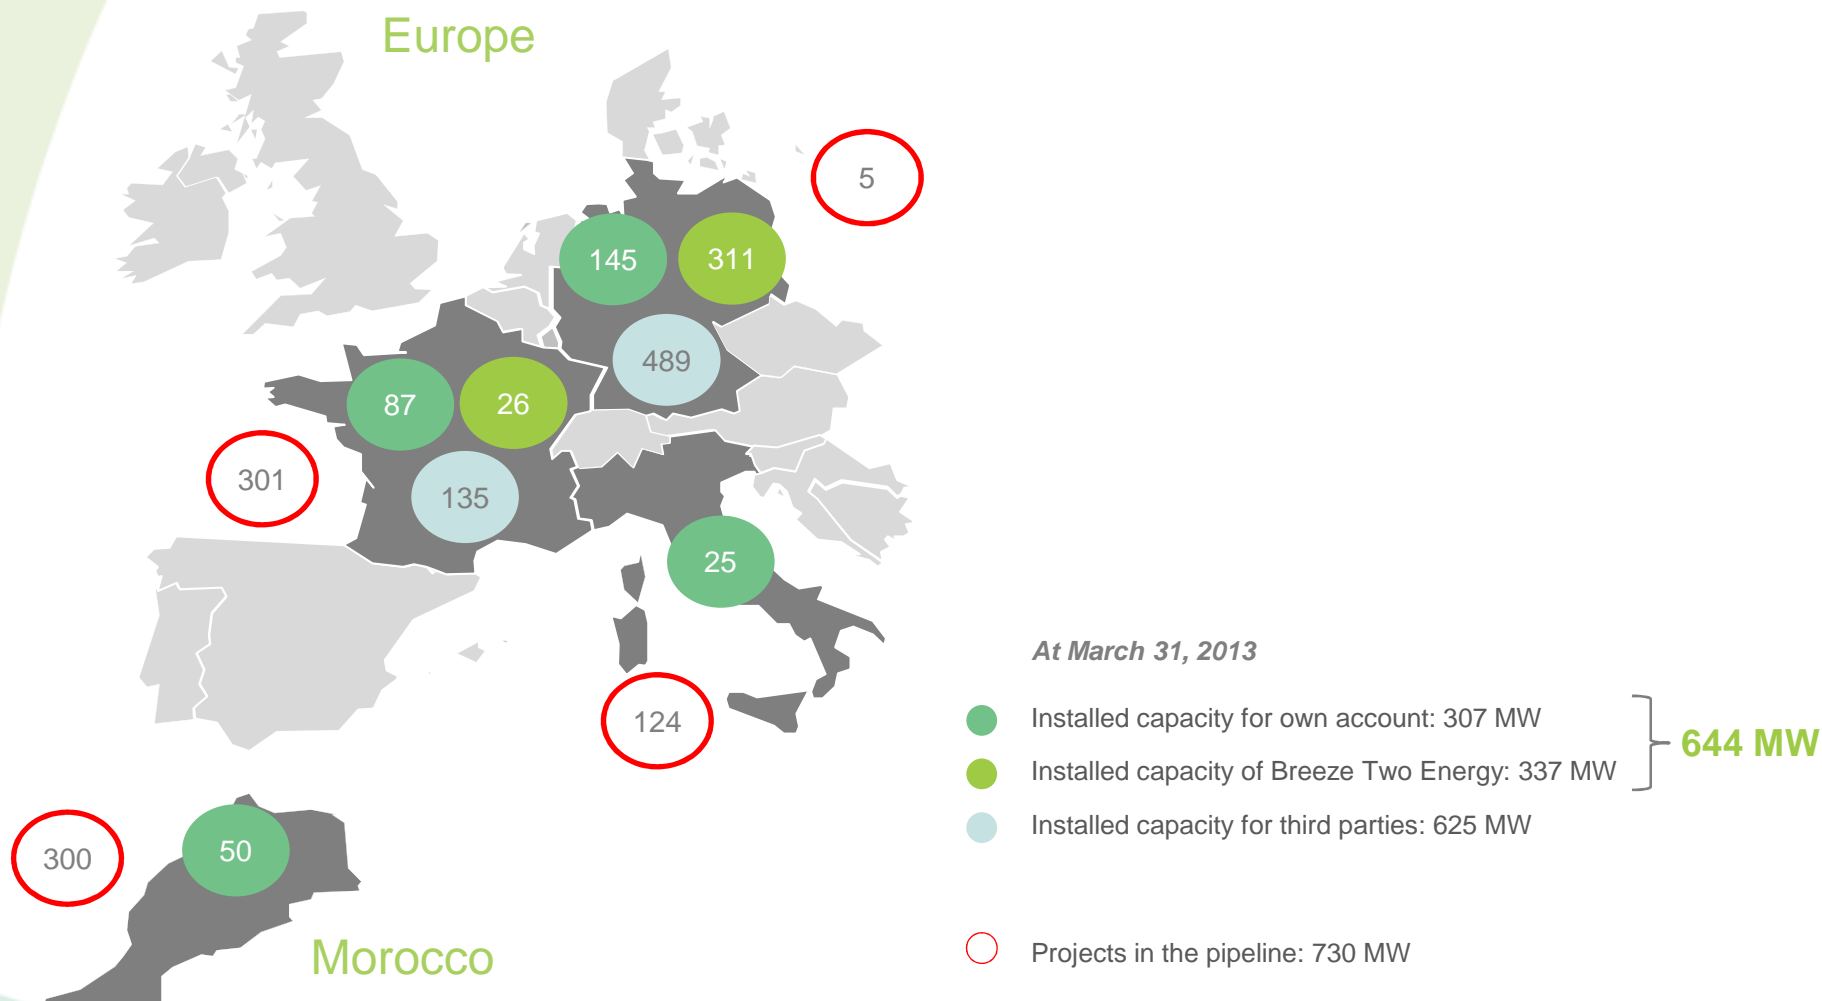 Europe
5
145
311
489
87
26
301
135
25
At March 31, 2013
124
Installed capacity for own account: 307 MW
644 MW
Installed capacity of Breeze Two Energy: 337 MW
Installed capacity for third parties: 625 MW
300
50
Morocco
Projects in the pipeline: 730 MW